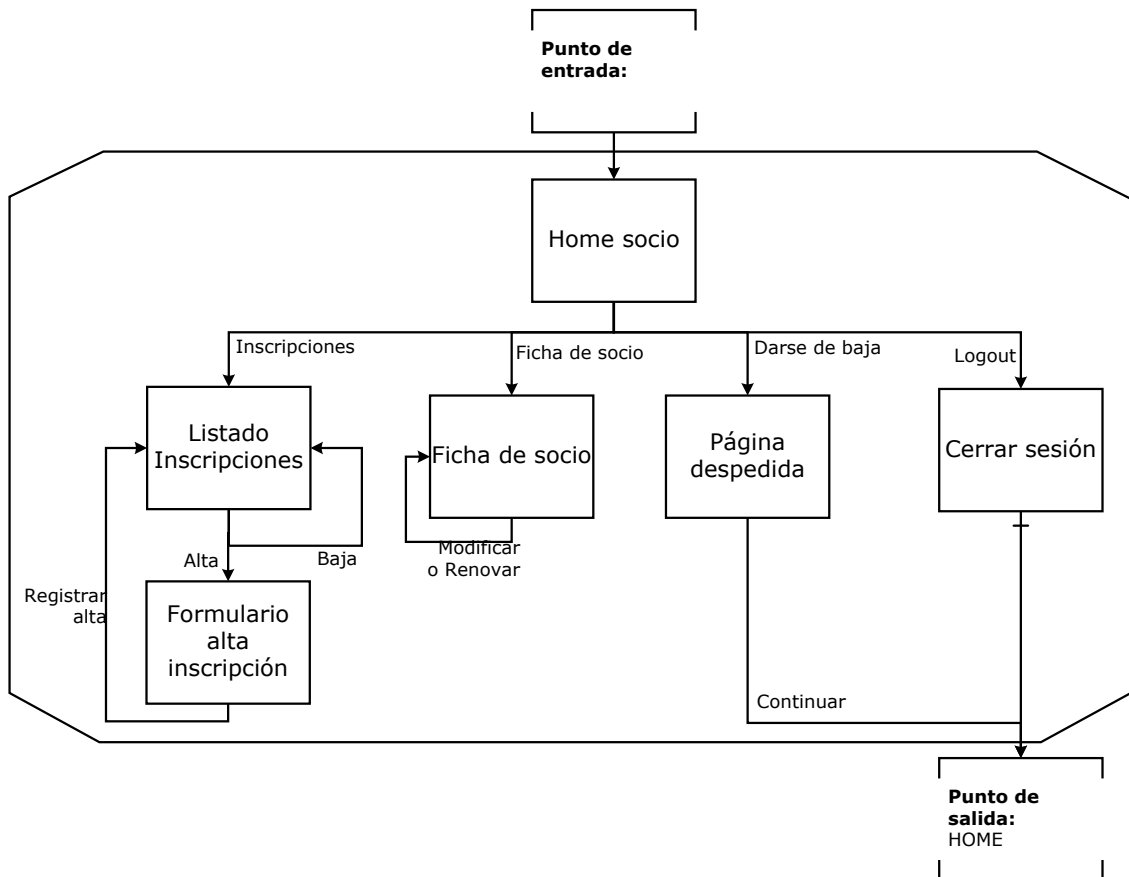 Punto de
entrada:
Home socio
Inscripciones
Ficha de socio
Darse de baja
Logout
Listado
Inscripciones
Ficha de socio
Página
despedida
Cerrar sesión
Alta
Baja
Modificar
o Renovar
Registrar
alta
Formulario
alta
inscripción
Continuar
Punto de
salida:
HOME